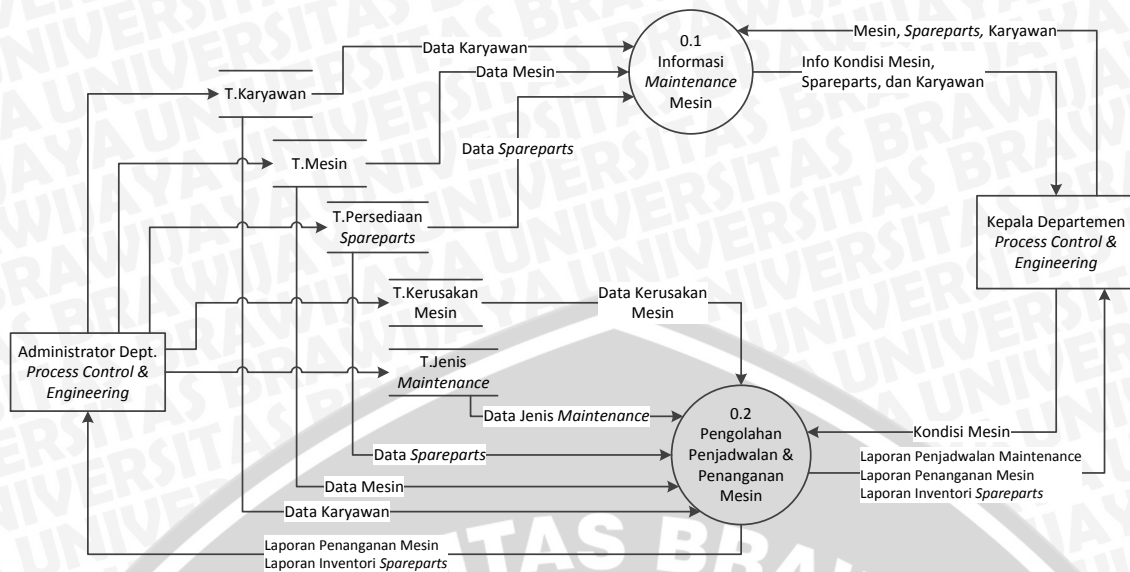 Data Karyawan
0.1
Informasi
Maintenance
Mesin
Mesin, Spareparts, Karyawan
Info Kondisi Mesin,
Spareparts, dan Karyawan
T.Karyawan
Data Mesin
T.Mesin
Data Spareparts
T.Persediaan
Spareparts
Kepala Departemen
Process Control &
Engineering
T.Kerusakan
Mesin
Data Kerusakan
Mesin
Administrator Dept.
Process Control &
Engineering
T.Jenis
Maintenance
Data Jenis Maintenance
0.2
Pengolahan
Penjadwalan &
Penanganan
Mesin
Kondisi Mesin
Data Spareparts
Laporan Penjadwalan Maintenance
Laporan Penanganan Mesin
Laporan Inventori Spareparts
Data Mesin
Data Karyawan
Laporan Penanganan Mesin
Laporan Inventori Spareparts